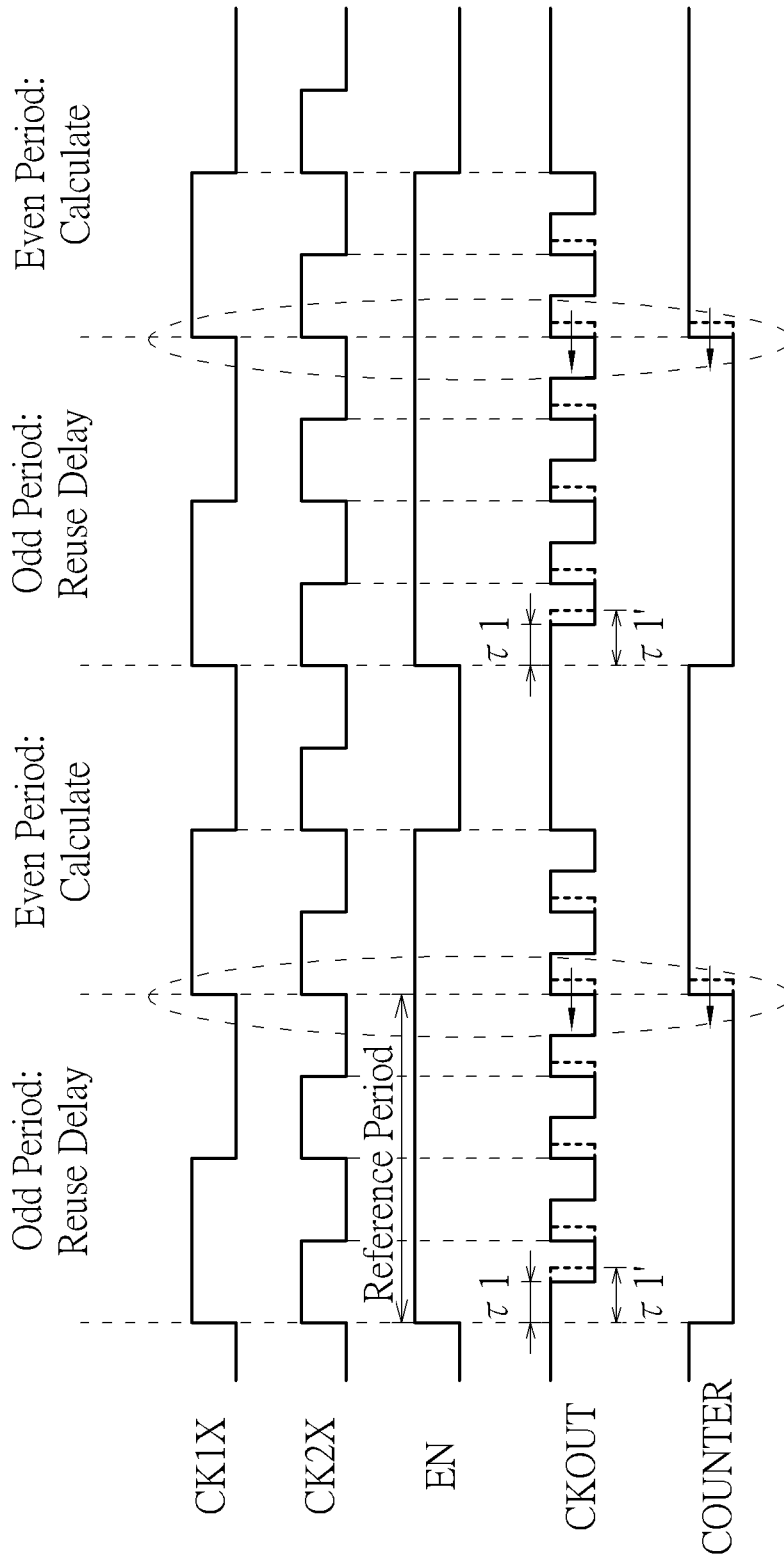 Odd Period:
Reuse Delay
Even Period:
Calculate
Odd Period:
Reuse Delay
Even Period:
Calculate
CK1X
CK2X
Reference Period
EN
τ 1
τ 1
CKOUT
τ 1'
τ 1'
COUNTER